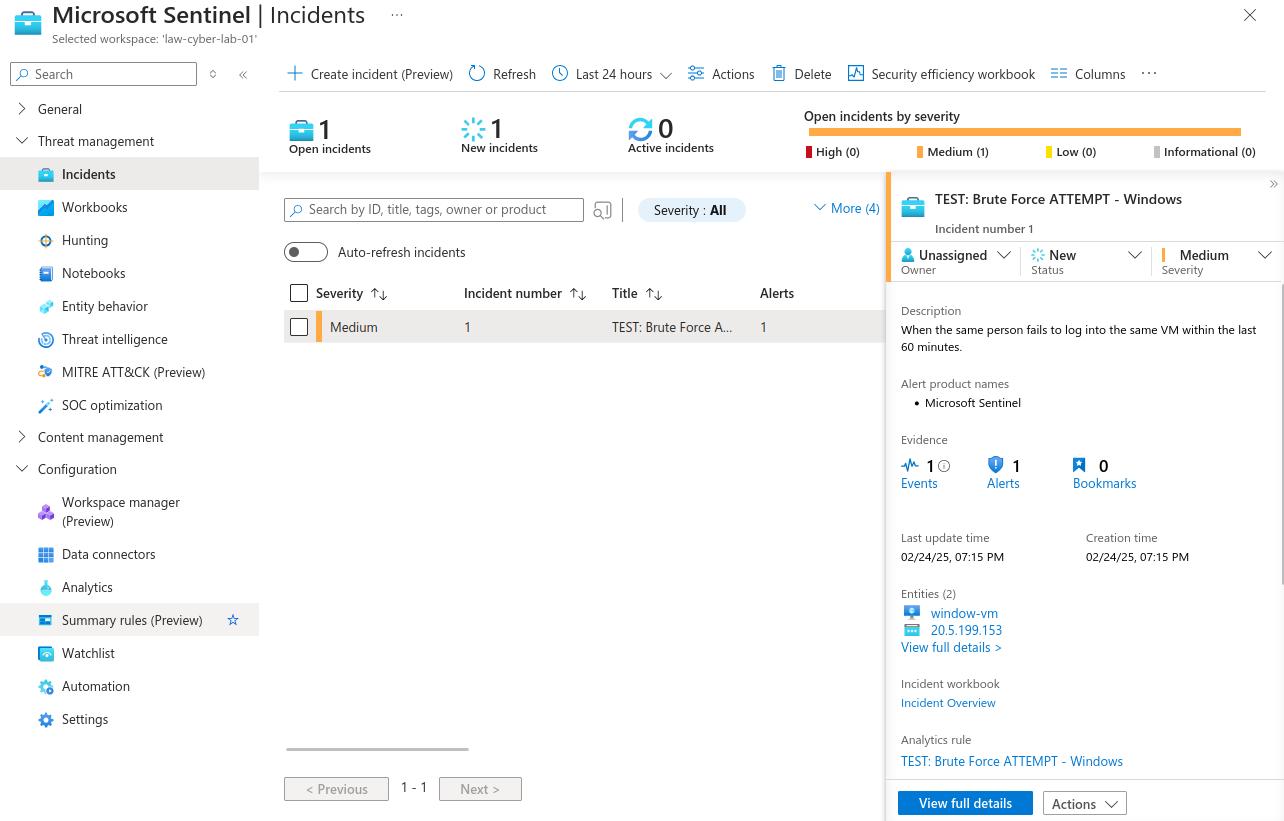 Microsoft Sentinel | Incidents ...
Selected workspace: 'law-cyber-lab-01'
Search
General
Threat management
Incidents
Workbooks
Hunting
Notebooks
Entity behavior
Threat intelligence
MITRE ATT&CK (Preview)
SOC optimization
Content management
Configuration
Workspace manager
(Preview)
Data connectors
Analytics
Summary rules (Preview)
Watchlist
Automation
Settings
Create incident (Preview) Refresh Last 24 hours Actions Delete Security efficiency workbook Columns ...
1
Open incidents
1
New incidents
0
Active incidents
Open incidents by severity
High (0) Medium (1) Low (0) Informational (0)
Search by ID, title, tags, owner or product
Severity : All
More (4)
Auto-refresh incidents
Severity Incident number Title Alerts
Medium 1 TEST: Brute Force A... 1
< Previous 1 - 1 Next >
TEST: Brute Force ATTEMPT - Windows
Incident number 1
Unassigned New Medium
Owner Status Severity
Description
When the same person fails to log into the same VM within the last
60 minutes.
Alert product names
• Microsoft Sentinel
Evidence
1 1 0
Events Alerts Bookmarks
Last update time Creation time
02/24/25, 07:15 PM 02/24/25, 07:15 PM
Entities (2)
window-vm
20.5.199.153
View full details >
Incident workbook
Incident Overview
Analytics rule
TEST: Brute Force ATTEMPT - Windows
View full details Actions